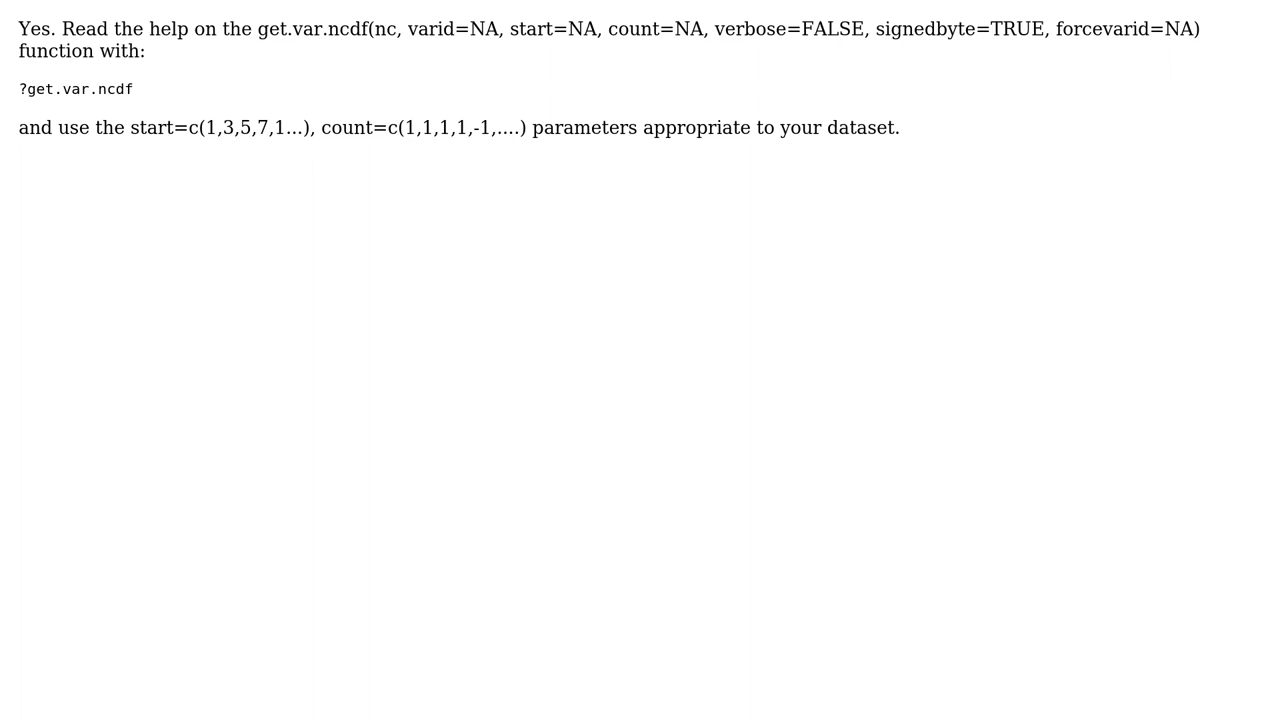 Yes. Read the help on the get.var.ncdf(nc, varid=NA, start=NA, count=NA, verbose=FALSE, signedbyte=TRUE, forcevarid=NA)
function with:
?get.var.ncdf
and use the start=c(1,3,5,7,1...), count=c(1,1,1,1,-1,....) parameters appropriate to your dataset.